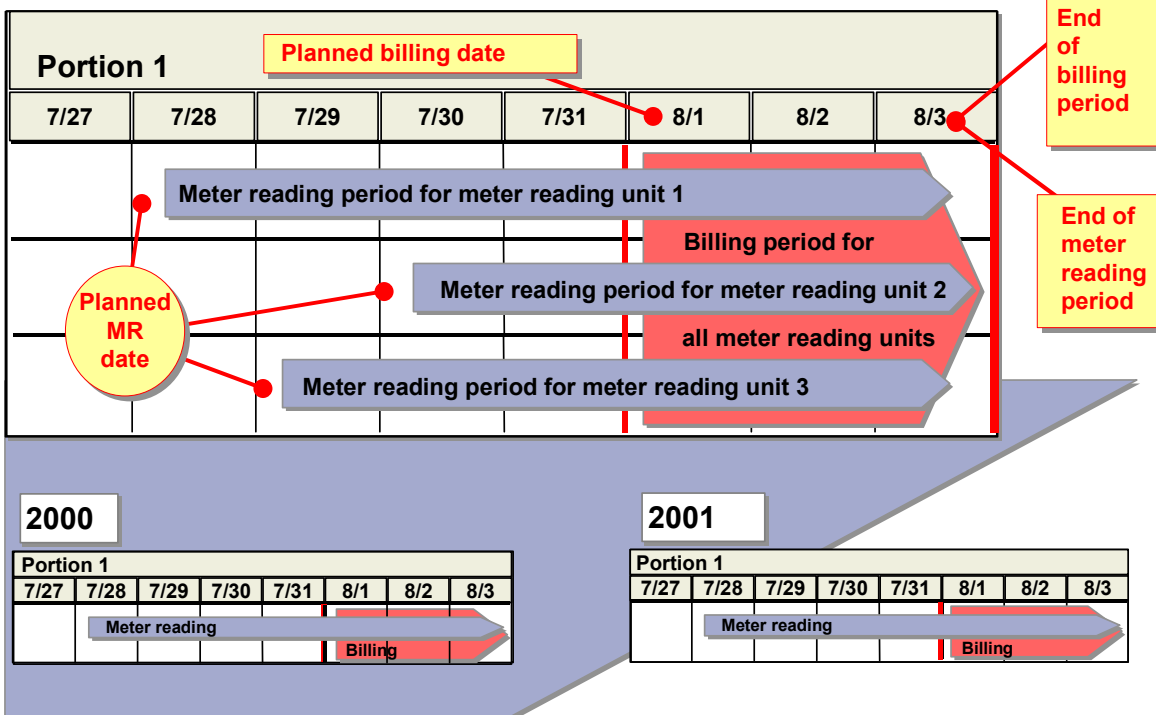 Portion 1
Planned billing date
End
of
billing
period
7/27 7/28 7/29 7/30 7/31 8/1 8/2 8/3
Meter reading period for meter reading unit 1
Billing period for
End of
meter
reading
period
Planned
MR
date
Meter reading period for meter reading unit 2
all meter reading units
Meter reading period for meter reading unit 3
2000
Portion 1
7/27 7/28 7/29 7/30 7/31 8/1 8/2 8/3
Meter reading
Billing
2001
Portion 1
7/27 7/28 7/29 7/30 7/31 8/1 8/2 8/3
Meter reading
Billing